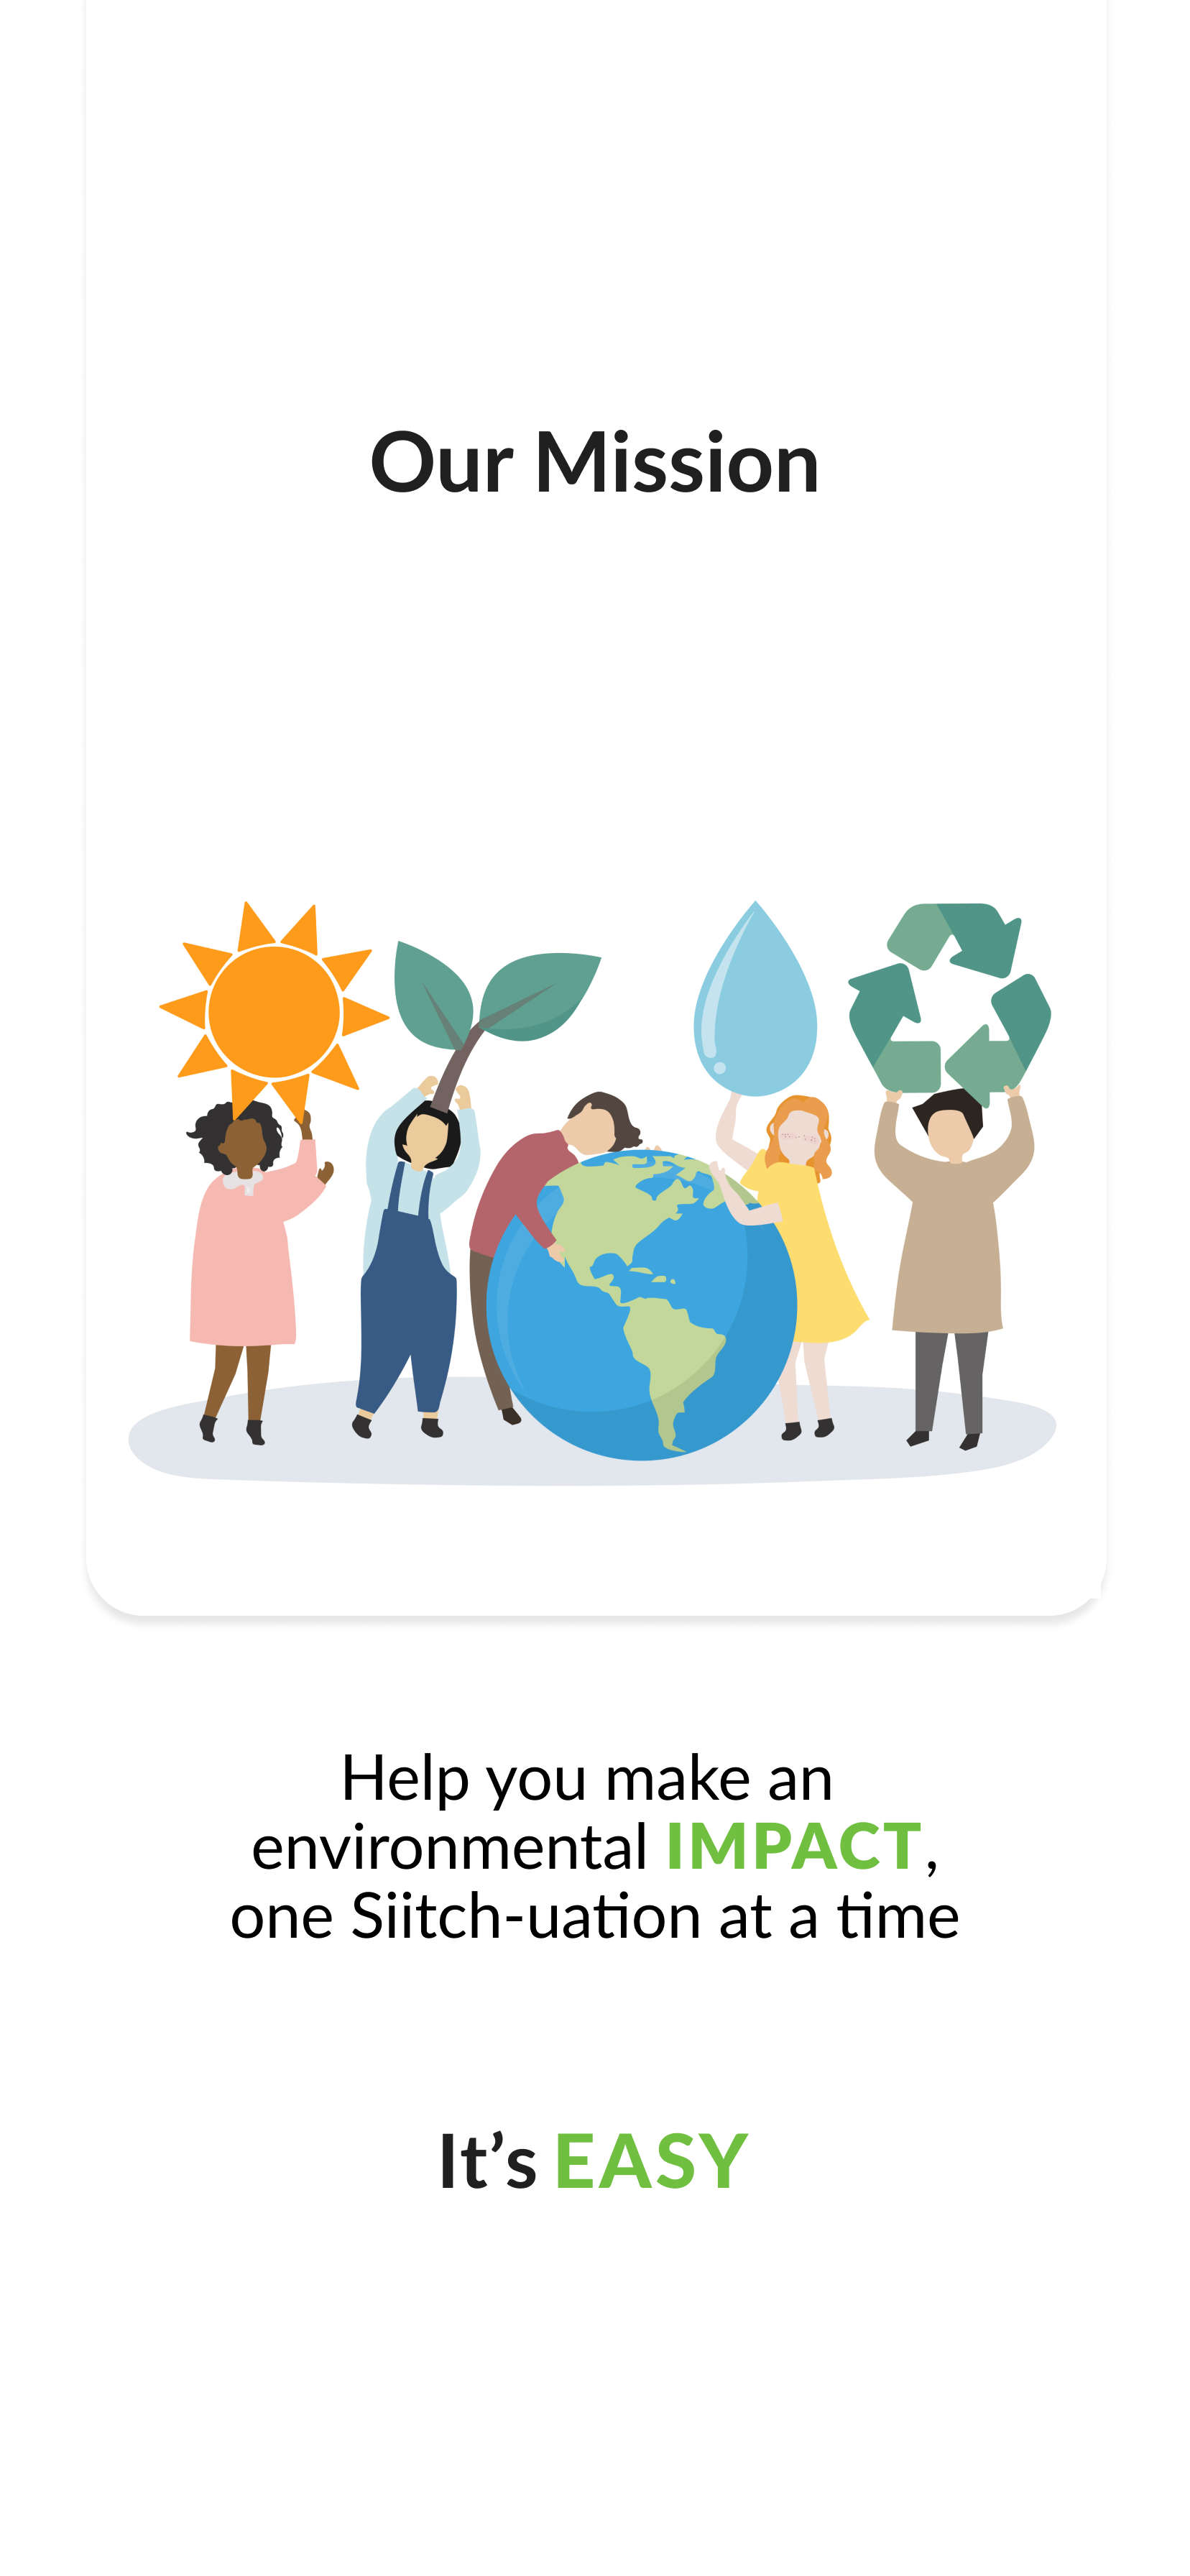 Our Mission
Help you make an
environmental IMPACT,
one Siitch-uation at a time
It’s EASY